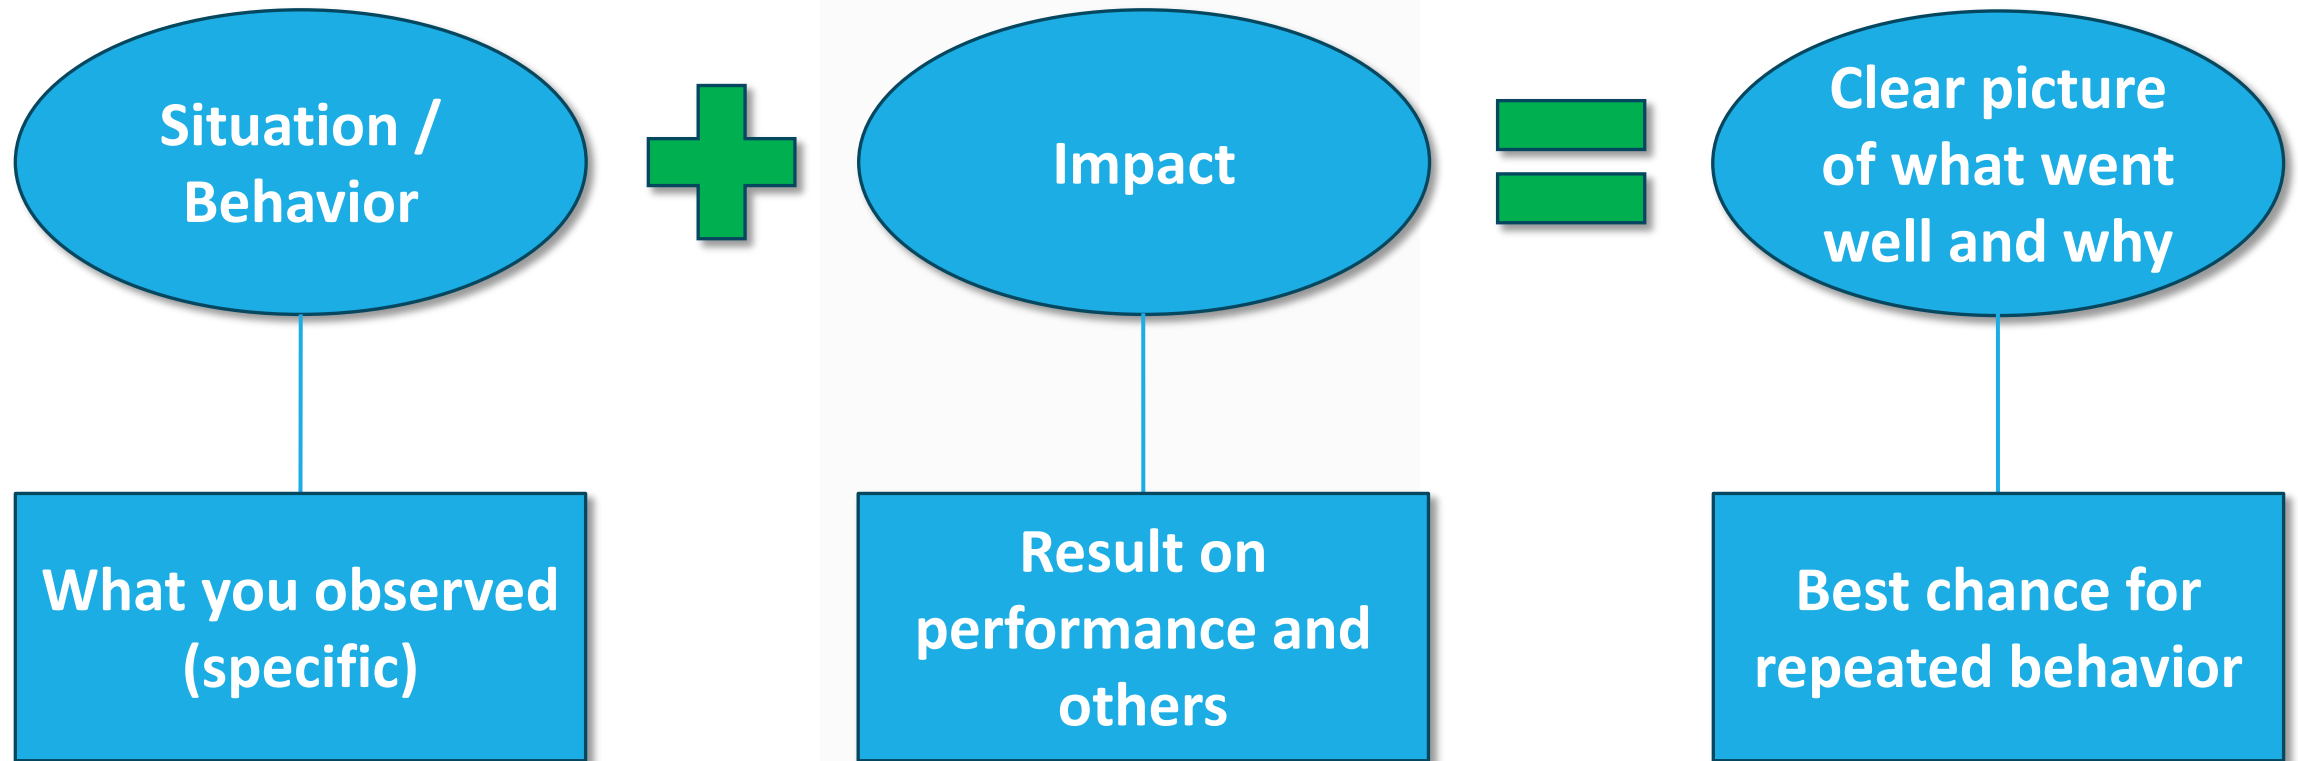 Situation /
Behavior
Impact
Clear picture
of what went
well and why
What you observed
(specific)
Result on
performance and
others
Best chance for
repeated behavior